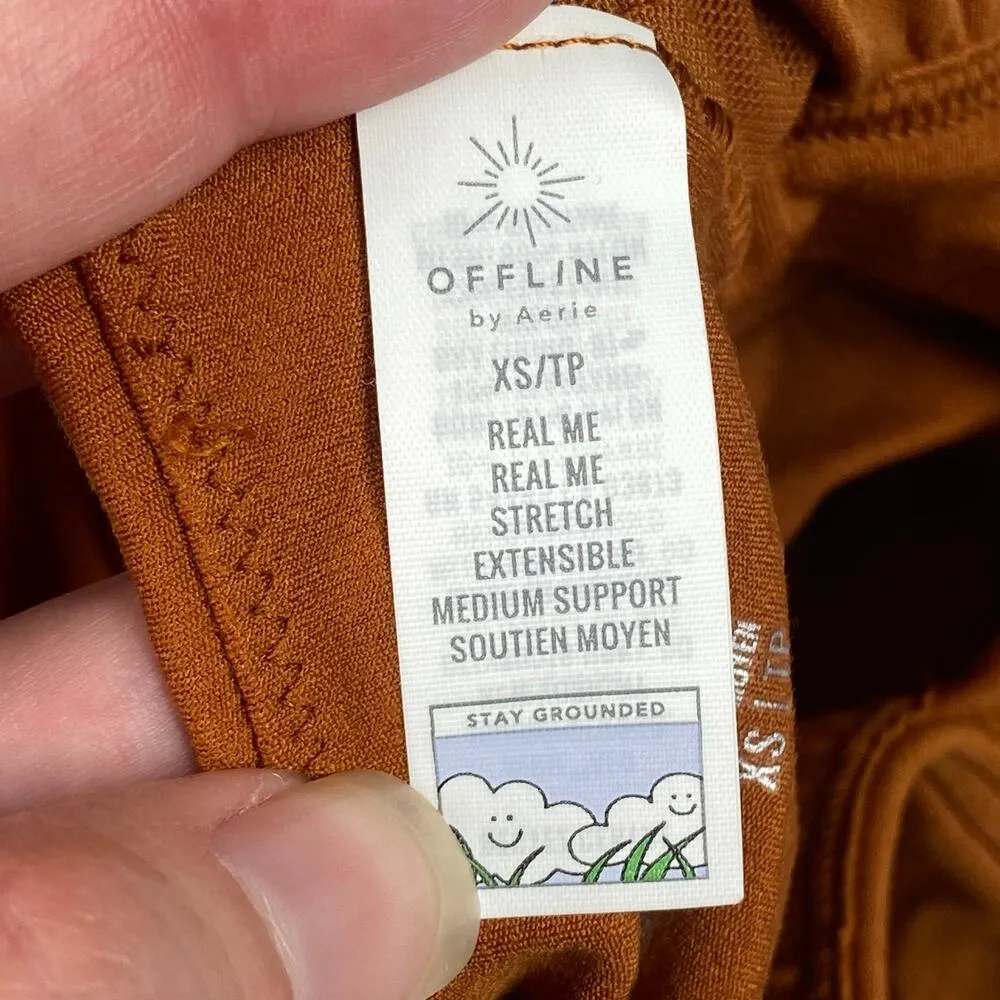 OFFLINE
by Aerie
XS/TP
REAL ME
REAL ME
STRETCH
EXTENSIBLE
MEDIUM SUPPORT
SOUTIEN MOYEN
STAY GROUNDED
XS | TP